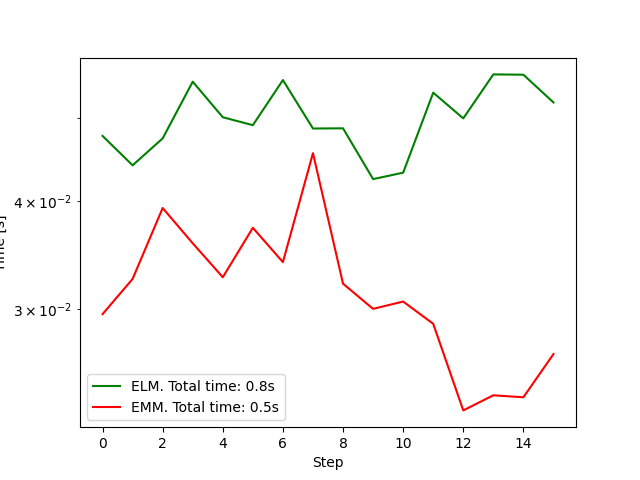 Time [s]
4 × 10⁻²
3 × 10⁻²
ELM. Total time: 0.8s
EMM. Total time: 0.5s
0 2 4 6 8 10 12 14
Step